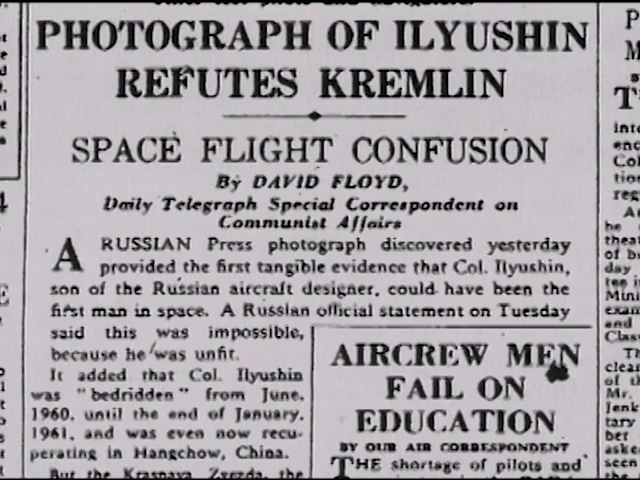 PHOTOGRAPH OF ILYUSHIN
REFUTES KREMLIN
SPACE FLIGHT CONFUSION
By DAVID FLOYD,
Daily Telegraph Special Correspondent on
Communist Affairs
A RUSSIAN Press photograph discovered yesterday
provided the first tangible evidence that Col. Ilyushin,
son of the Russian aircraft designer, could have been the
first man in space. A Russian official statement on Tuesday
said this was impossible,
because he was unfit.
It added that Col. Ilyushin
was "bedridden" from June,
1960, until the end of January,
1961, and was even now recu-
perating in Hangchow, China.
But the Krasnaya Zvezda, the
AIRCREW MEN
FAIL ON
EDUCATION
BY OUR AIR CORRESPONDENT
THE shortage of pilots and